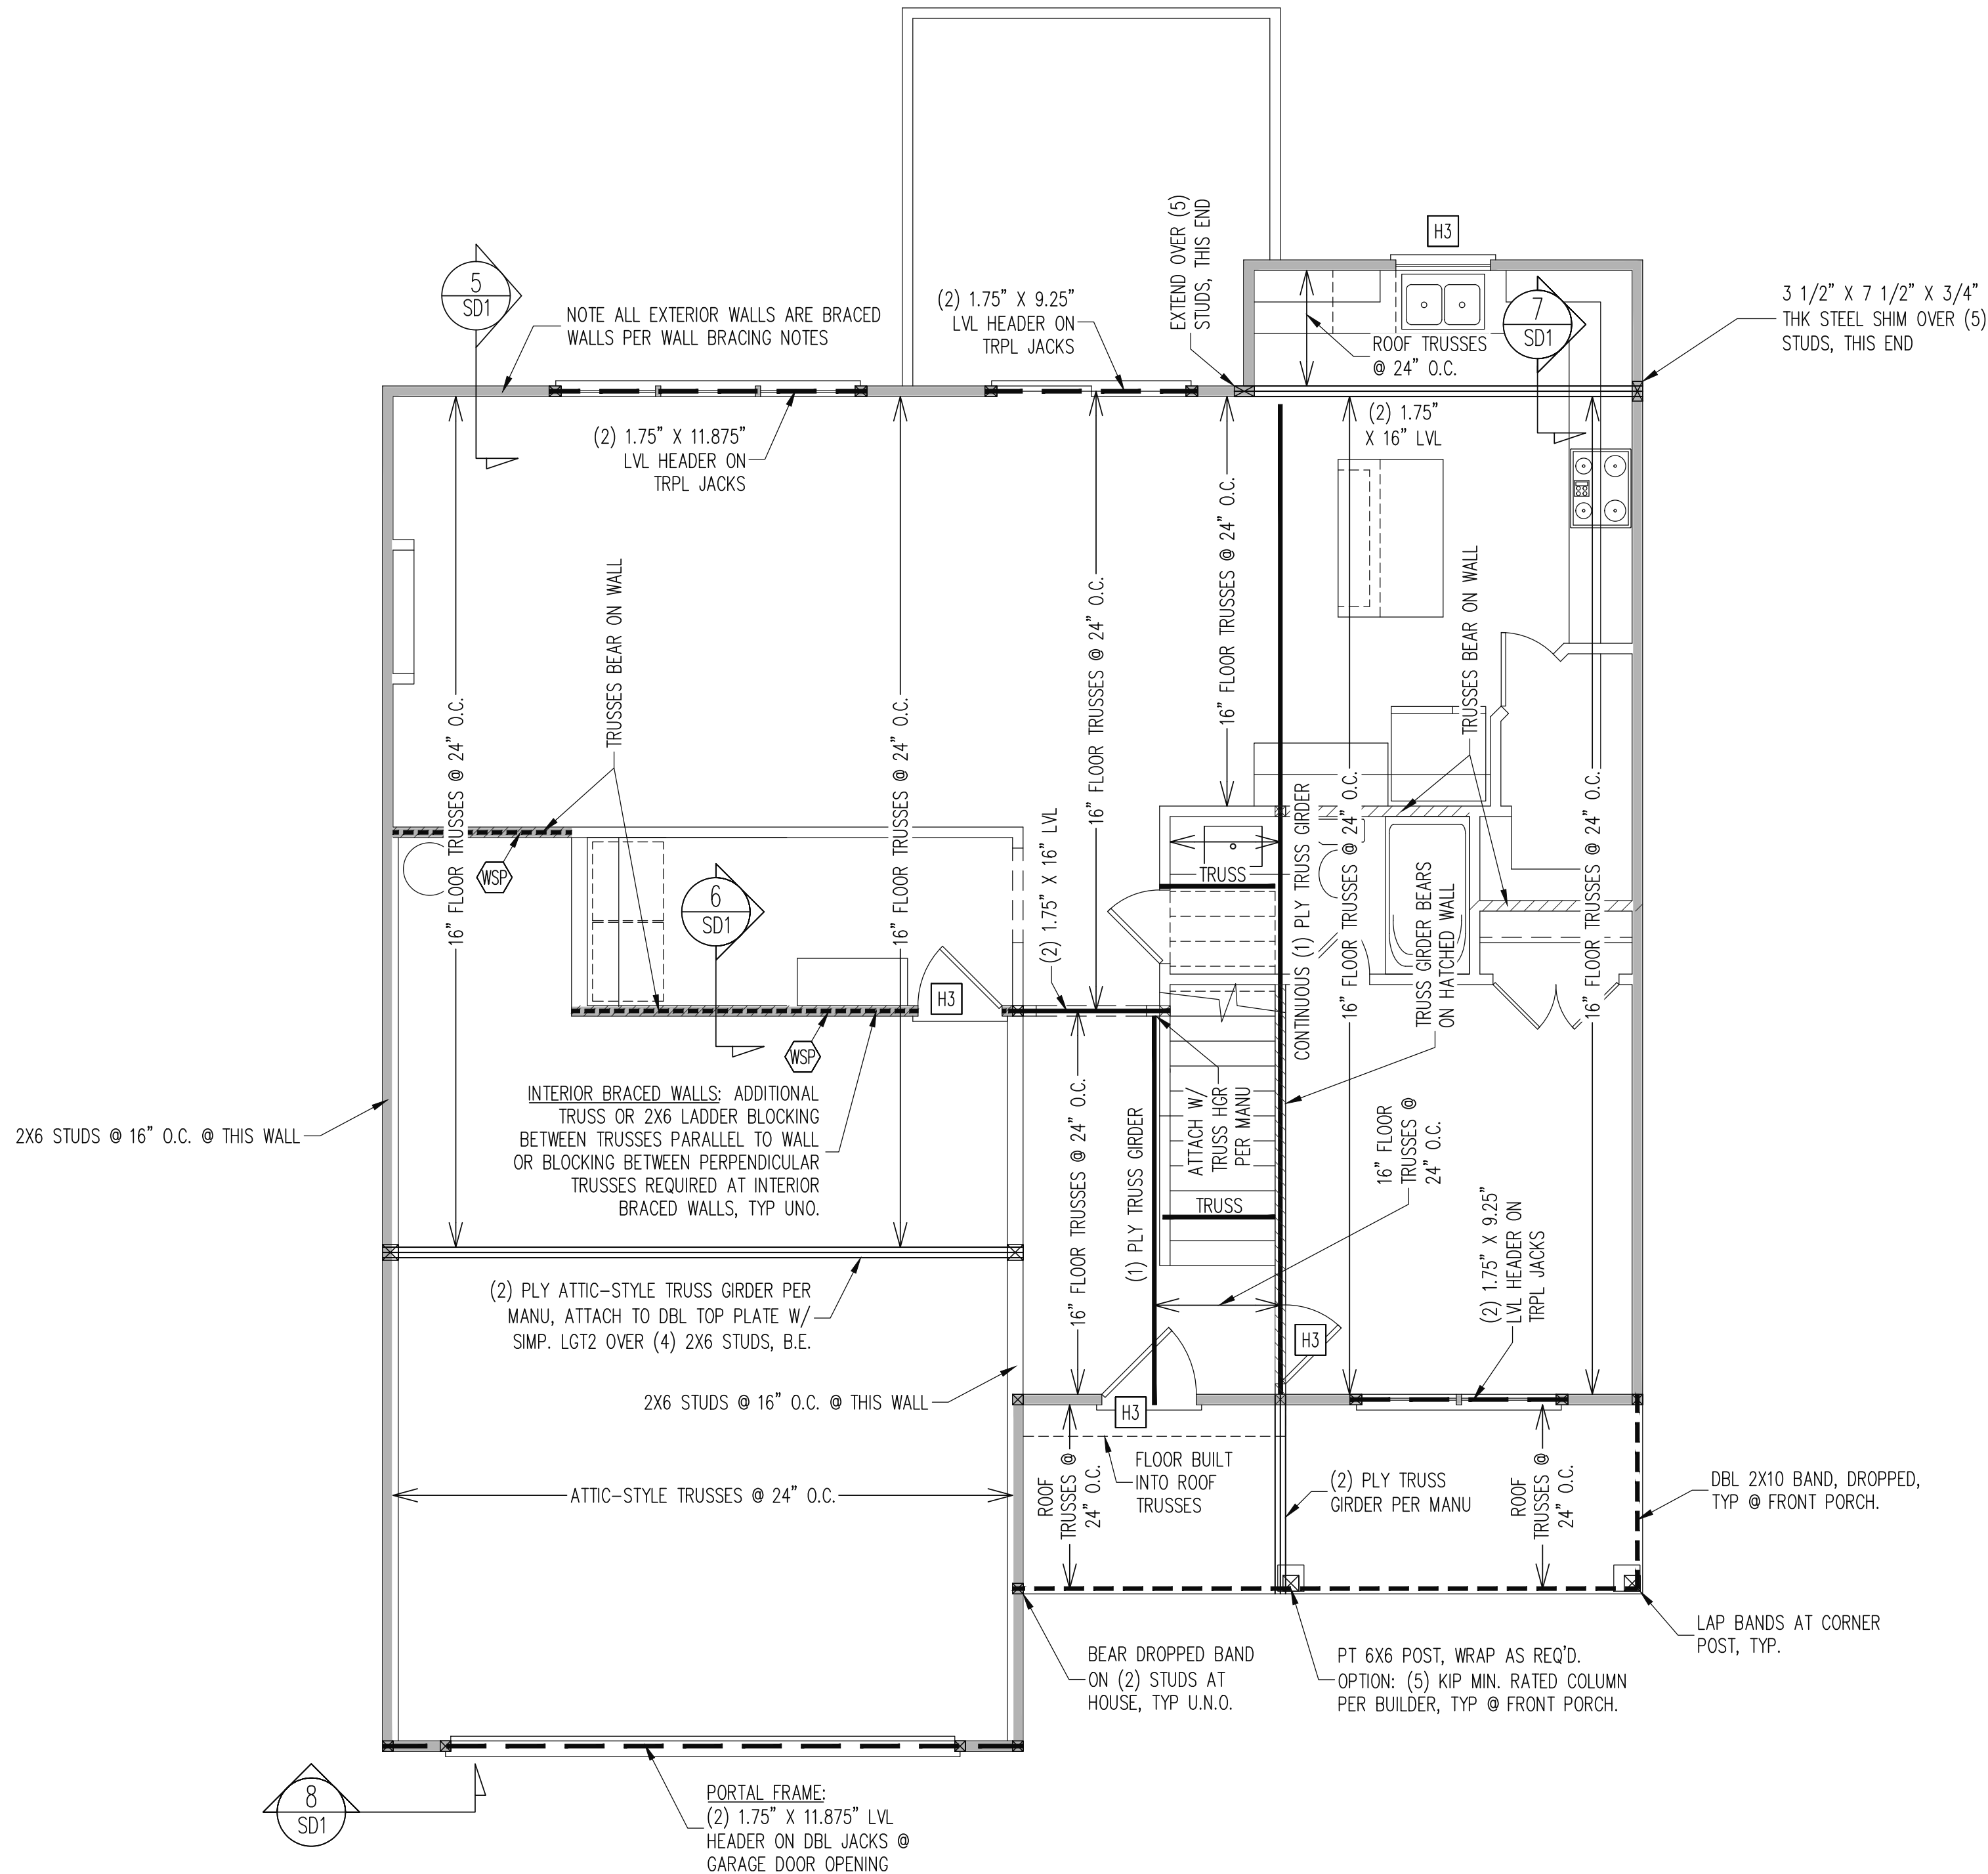 EXTEND OVER (5)
STUDS, THIS END
H3
5
SD1
NOTE ALL EXTERIOR WALLS ARE BRACED
WALLS PER WALL BRACING NOTES
(2) 1.75" X 9.25"
LVL HEADER ON
TRPL JACKS
7
SD1
ROOF TRUSSES
@ 24" O.C.
3 1/2" X 7 1/2" X 3/4"
THK STEEL SHIM OVER (5)
STUDS, THIS END
(2) 1.75" X 11.875"
LVL HEADER ON
TRPL JACKS
(2) 1.75"
X 16" LVL
16" FLOOR TRUSSES @ 24" O.C.
TRUSSES BEAR ON WALL
16" FLOOR TRUSSES @ 24" O.C.
16" FLOOR TRUSSES @ 24" O.C.
16" FLOOR TRUSSES @ 24" O.C.
TRUSSES BEAR ON WALL
16" FLOOR TRUSSES @ 24" O.C.
16" FLOOR TRUSSES @ 24" O.C.
WSP
6
SD1
(2) 1.75" X 16" LVL
TRUSS
CONTINUOUS (1) PLY TRUSS GIRDER
TRUSS GIRDER BEARS
ON HATCHED WALL
H3
WSP
INTERIOR BRACED WALLS: ADDITIONAL
TRUSS OR 2X6 LADDER BLOCKING
BETWEEN TRUSSES PARALLEL TO WALL
OR BLOCKING BETWEEN PERPENDICULAR
TRUSSES REQUIRED AT INTERIOR
BRACED WALLS, TYP UNO.
2X6 STUDS @ 16" O.C. @ THIS WALL
16" FLOOR TRUSSES @ 24" O.C.
(1) PLY TRUSS GIRDER
ATTACH W/
TRUSS HGR
PER MANU
TRUSS
16" FLOOR
TRUSSES @
24" O.C.
(2) 1.75" X 9.25"
LVL HEADER ON
TRPL JACKS
(2) PLY ATTIC-STYLE TRUSS GIRDER PER
MANU, ATTACH TO DBL TOP PLATE W/
SIMP. LGT2 OVER (4) 2X6 STUDS, B.E.
H3
2X6 STUDS @ 16" O.C. @ THIS WALL
H3
ATTIC-STYLE TRUSSES @ 24" O.C.
ROOF
TRUSSES @
24" O.C.
FLOOR BUILT
INTO ROOF
TRUSSES
(2) PLY TRUSS
GIRDER PER MANU
ROOF
TRUSSES @
24" O.C.
DBL 2X10 BAND, DROPPED,
TYP @ FRONT PORCH.
LAP BANDS AT CORNER
POST, TYP.
BEAR DROPPED BAND
ON (2) STUDS AT
HOUSE, TYP U.N.O.
PT 6X6 POST, WRAP AS REQ'D.
OPTION: (5) KIP MIN. RATED COLUMN
PER BUILDER, TYP @ FRONT PORCH.
8
SD1
PORTAL FRAME:
(2) 1.75" X 11.875" LVL
HEADER ON DBL JACKS @
GARAGE DOOR OPENING